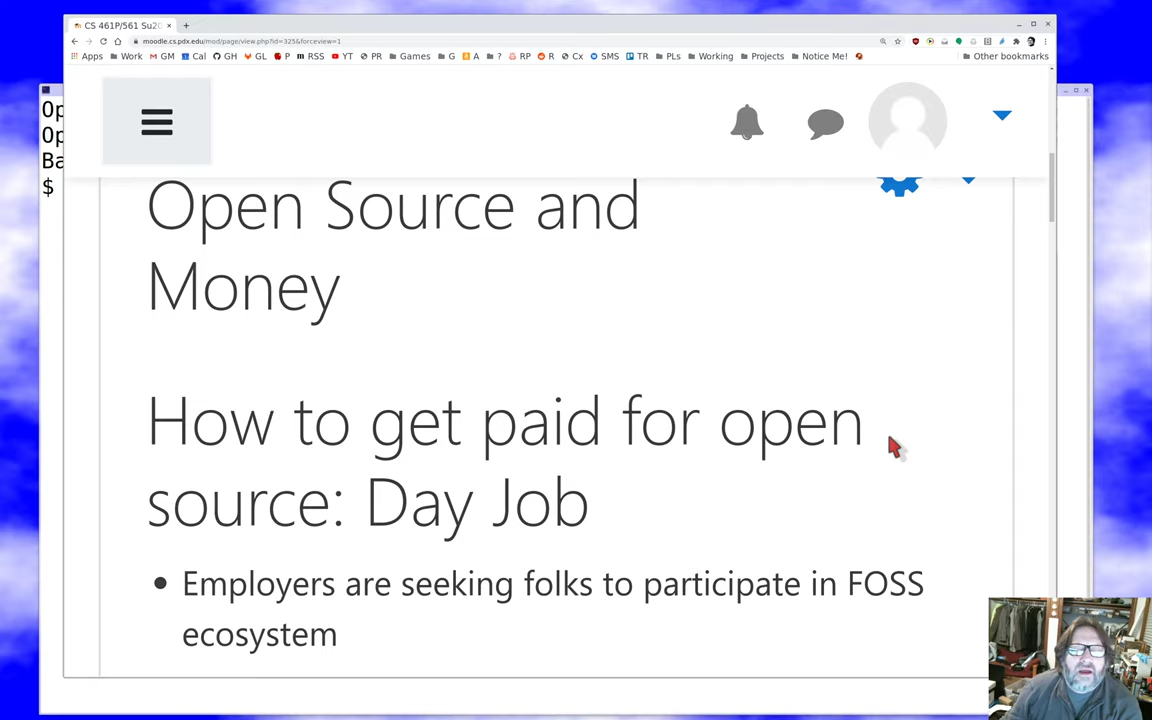 CS 461P/561 Su20
moodle.cs.pdx.edu/mod/page/view.php?id=325&forceview=1
Apps Work GM Cal GH GL P RSS YT PR Games G A ? RP R Cx SMS TR PLs Working Projects Notice Me! Other bookmarks
Op
Op
Ba
$
Open Source and
Money
How to get paid for open
source: Day Job
• Employers are seeking folks to participate in FOSS
ecosystem